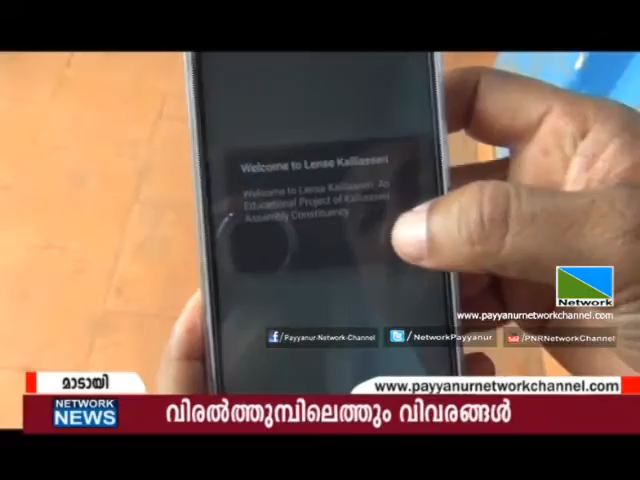 Welcome to Lense Kalliasseri
Welcome to Lense Kalliasseri: An
Educational Project of Kalliasseri
Assembly Constituency
Network
www.payyanurnetworkchannel.com
/Payyanur-Network-Channel
/NetworkPayyanur
/PNRNetworkChannel
മാടായി
www.payyanurnetworkchannel.com
NETWORK
NEWS
വിരൽത്തുമ്പിലെത്തും വിവരങ്ങൾ